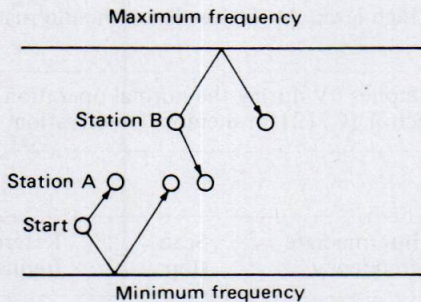 Maximum frequency
Station B
Station A
Start
Minimum frequency